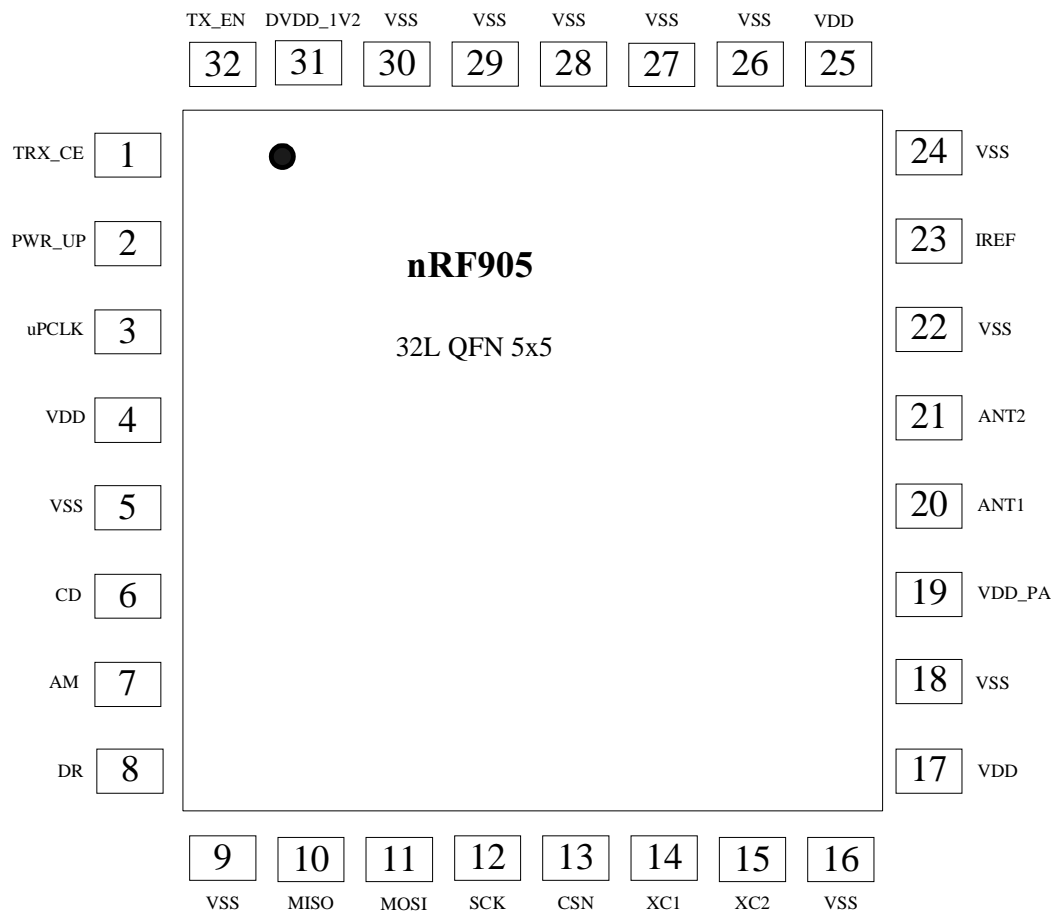 TX_EN DVDD_1V2 VSS VSS VSS VSS VSS VDD
32 31 30 29 28 27 26 25
TRX_CE 1
24 VSS
PWR_UP 2
23 IREF
nRF905
uPCLK 3
22 VSS
32L QFN 5x5
VDD 4
21 ANT2
VSS 5
20 ANT1
CD 6
19 VDD_PA
AM 7
18 VSS
DR 8
17 VDD
9 10 11 12 13 14 15 16
VSS MISO MOSI SCK CSN XC1 XC2 VSS